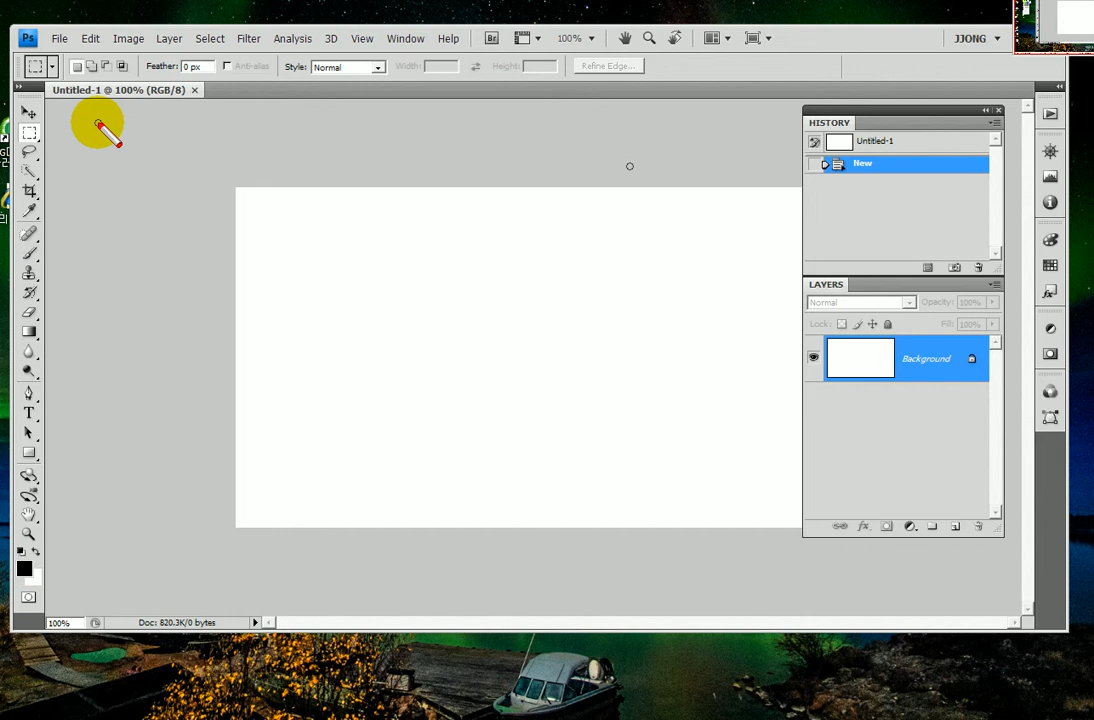 Ps File Edit Image Layer Select Filter Analysis 3D View Window Help Br 100% JJONG
Feather: 0 px Anti-alias Style: Normal Width: Height: Refine Edge...
Untitled-1 @ 100% (RGB/8) ×
HISTORY
Untitled-1
New
LAYERS
Normal Opacity: 100%
Lock: Fill: 100%
Background
T
fx
100% Doc: 820.3K/0 bytes